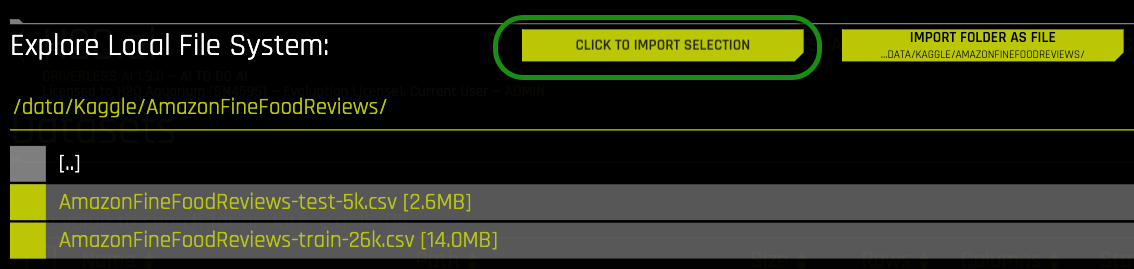 Explore Local File System:
CLICK TO IMPORT SELECTION
IMPORT FOLDER AS FILE
...DATA/KAGGLE/AMAZONFINEFOODREVIEWS/
/data/Kaggle/AmazonFineFoodReviews/
Datasets
[..]
AmazonFineFoodReviews-test-5k.csv [2.6MB]
AmazonFineFoodReviews-train-26k.csv [14.0MB]